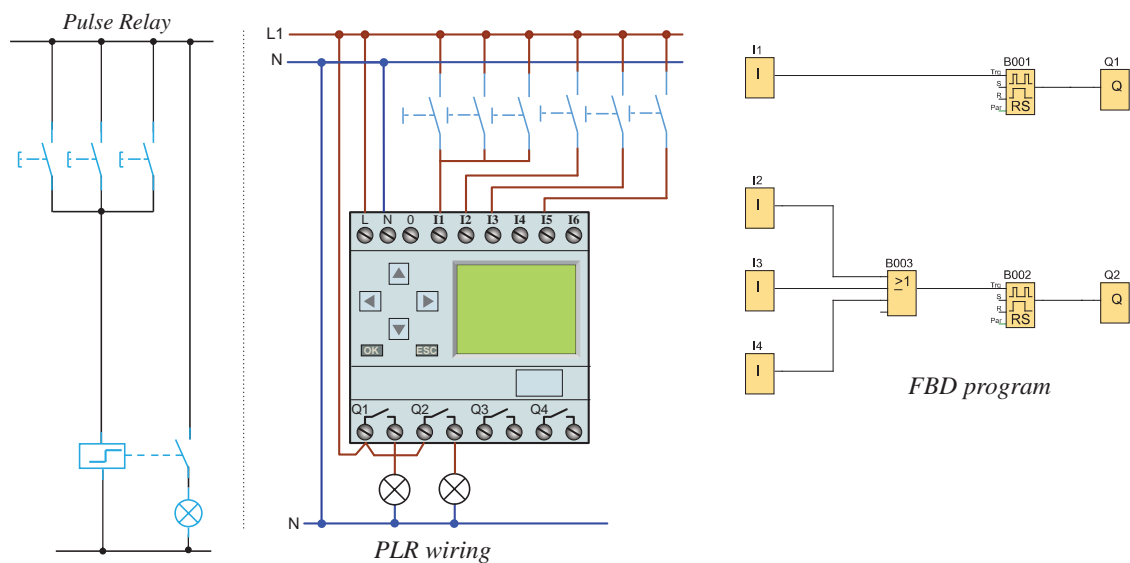 Pulse Relay
L1
N
L N 0 I1 I2 I3 I4 I5 I6
OK ESC
Q1 Q2 Q3 Q4
N
PLR wiring
I1
I
B001
Trg
S
R
Par
RS
Q1
Q
I2
I
I3
I
B003
>1
B002
Trg
S
R
Par
RS
Q2
Q
I4
I
FBD program